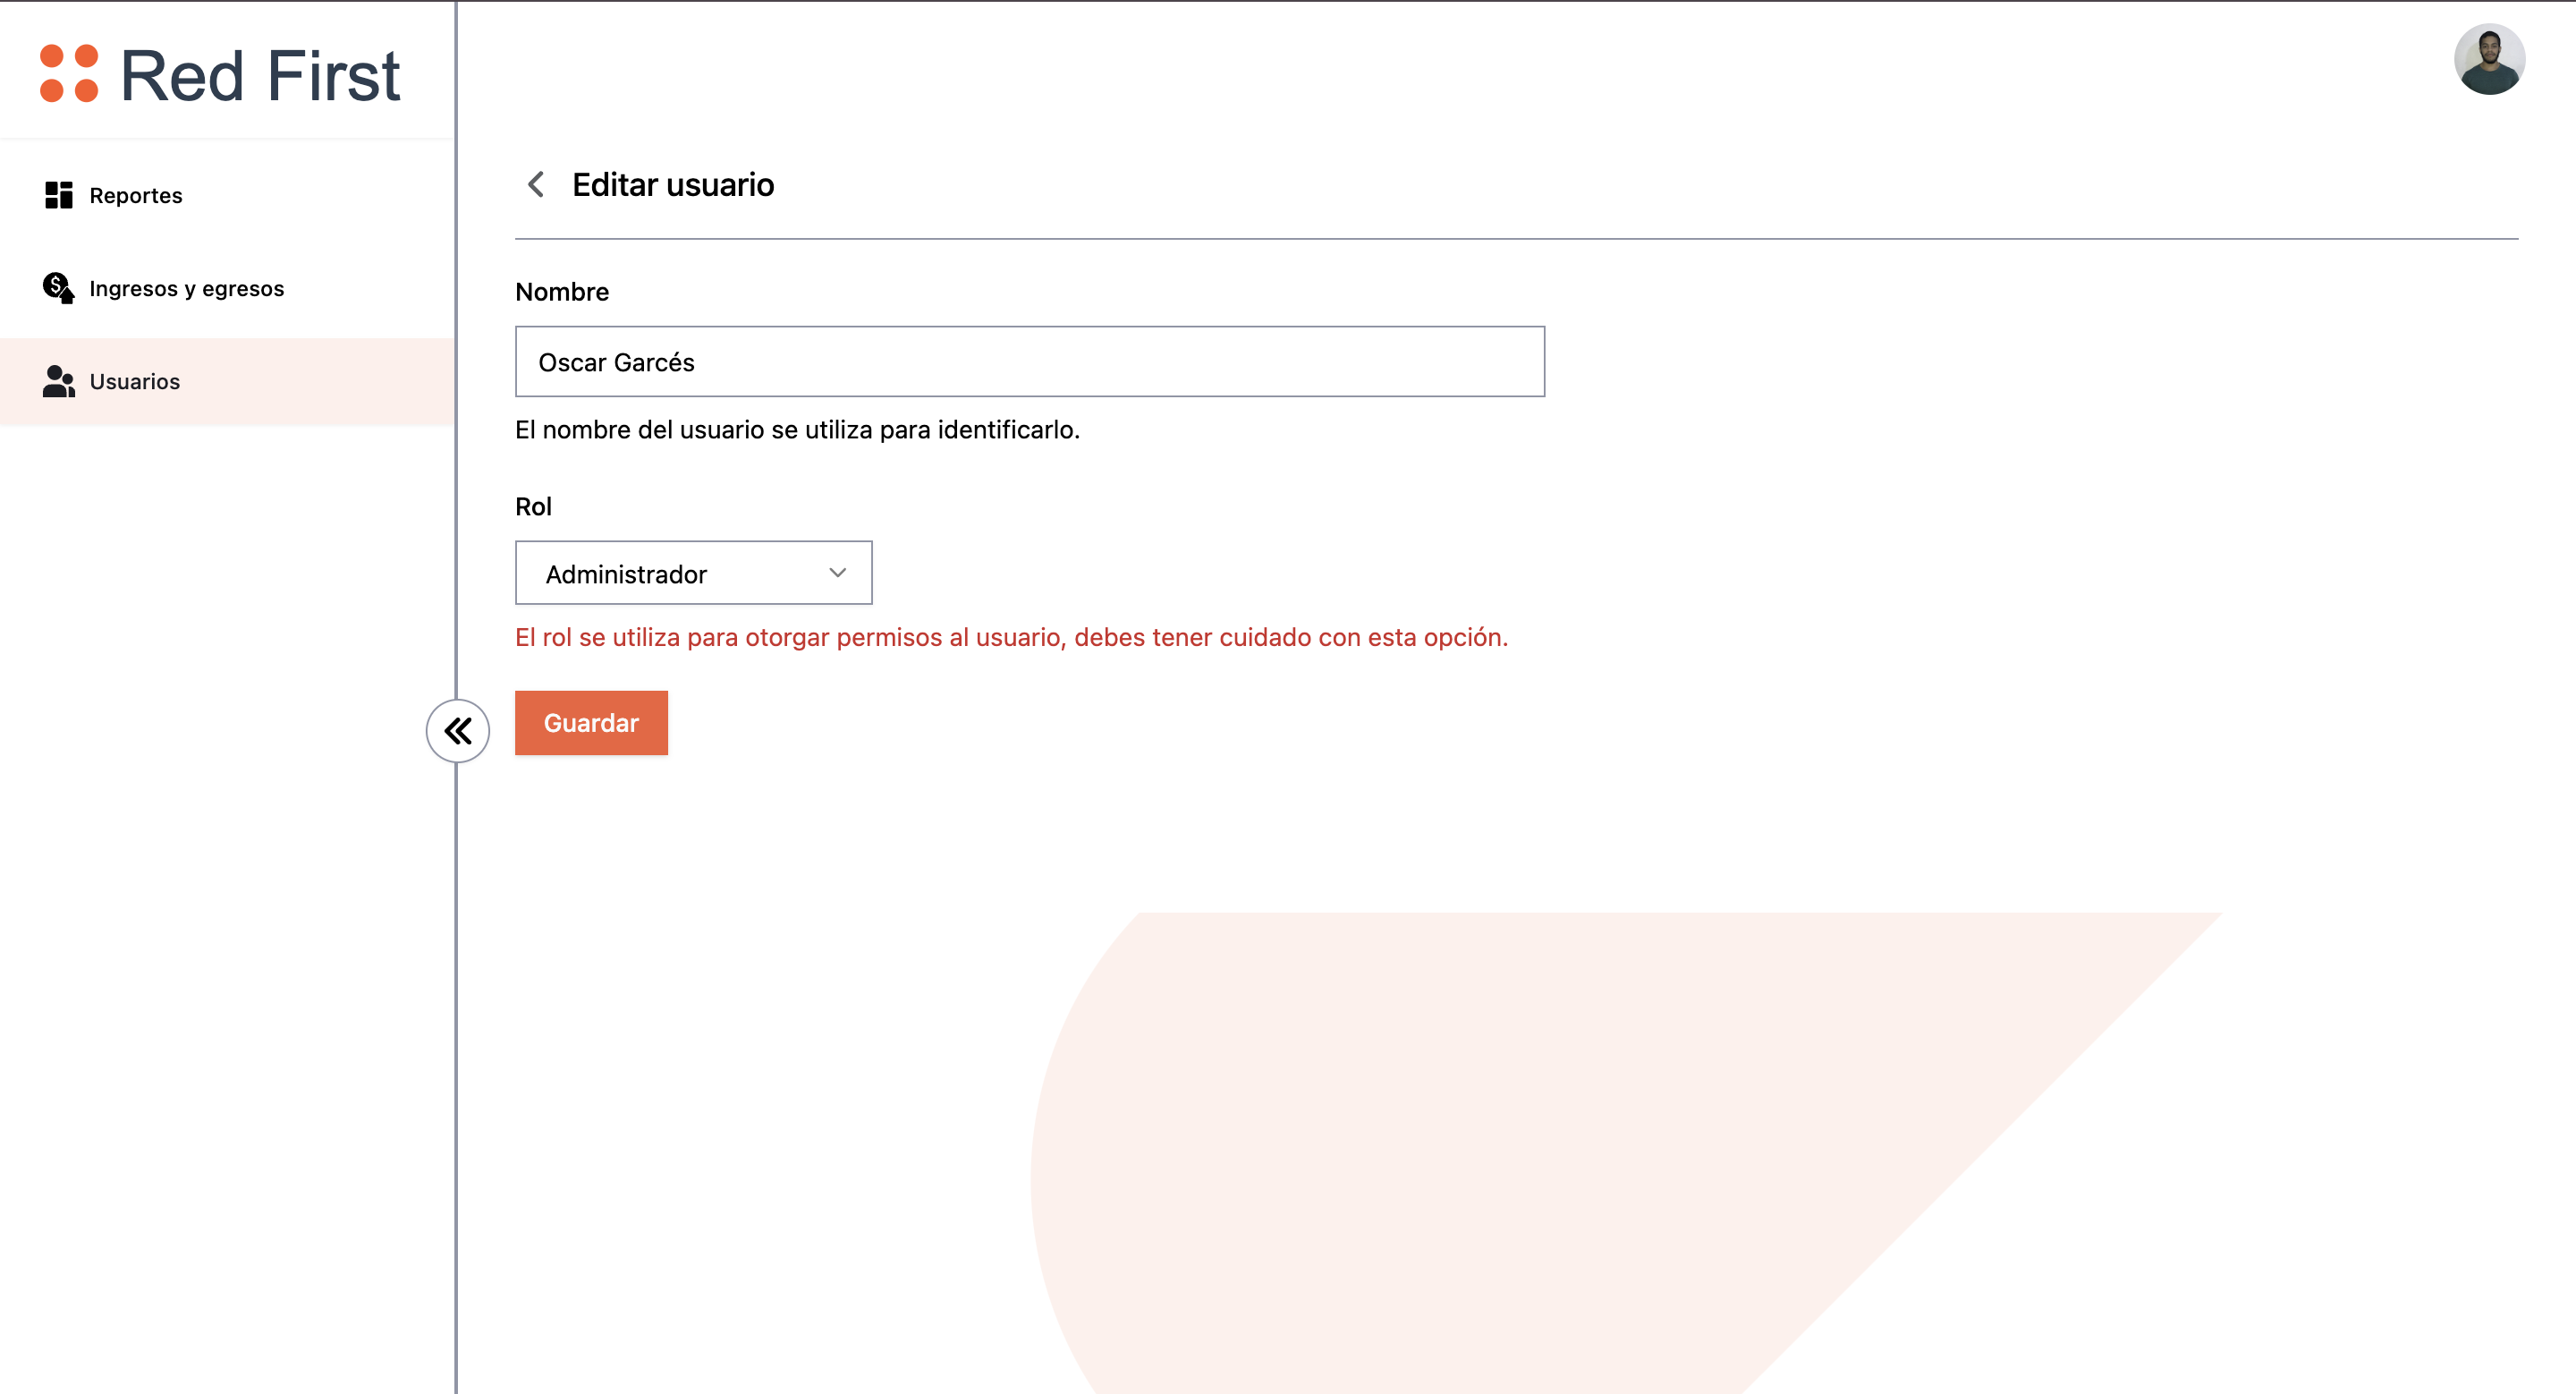 Red First
Reportes
Ingresos y egresos
Usuarios
Editar usuario
Nombre
Oscar Garcés
El nombre del usuario se utiliza para identificarlo.
Rol
Administrador
El rol se utiliza para otorgar permisos al usuario, debes tener cuidado con esta opción.
Guardar